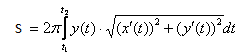 S = 2π∫_{t₁}^{t₂} y(t) · √((x′(t))² + (y′(t))²) dt